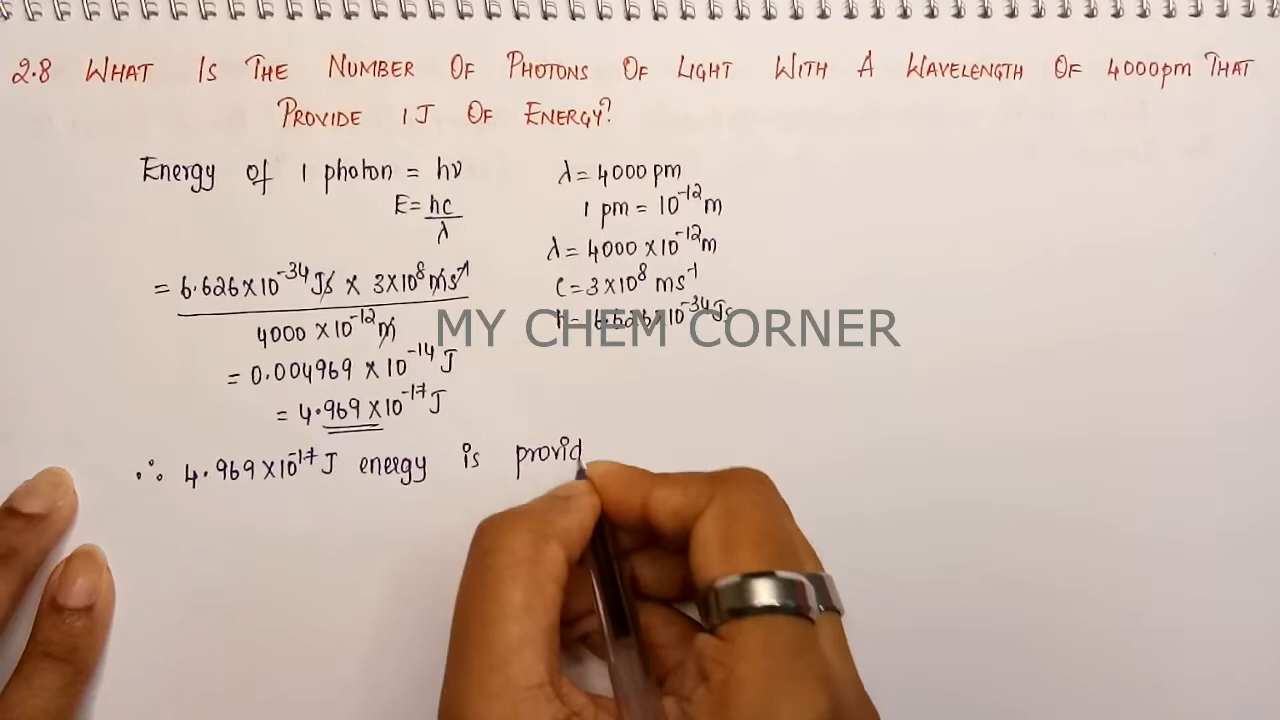 2.8 WHAT IS THE NUMBER OF PHOTONS OF LIGHT WITH A WAVELENGTH OF 4000pm THAT
PROVIDE 1J OF ENERGY?
Energy of 1 photon = hν
E = hc/λ
= 6.626×10⁻³⁴ Js × 3×10⁸ ms⁻¹
4000 ×10⁻¹² m
= 0.004969 × 10⁻¹⁴ J
= 4.969 ×10⁻¹⁷ J
λ = 4000 pm
1 pm = 10⁻¹² m
λ = 4000 ×10⁻¹² m
C = 3×10⁸ ms⁻¹
MY CHEM CORNER
∴ 4.969×10⁻¹⁷ J energy is provid